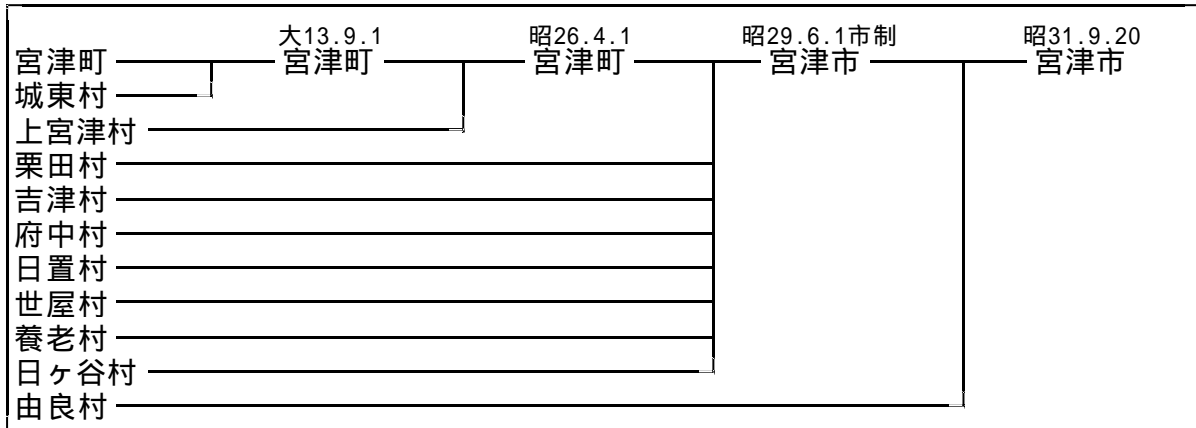 大13.9.1 昭26.4.1 昭29.6.1市制 昭31.9.20
宮津町 宮津町 宮津町 宮津市 宮津市
城東村
上宮津村
栗田村
吉津村
府中村
日置村
世屋村
養老村
日ヶ谷村
由良村